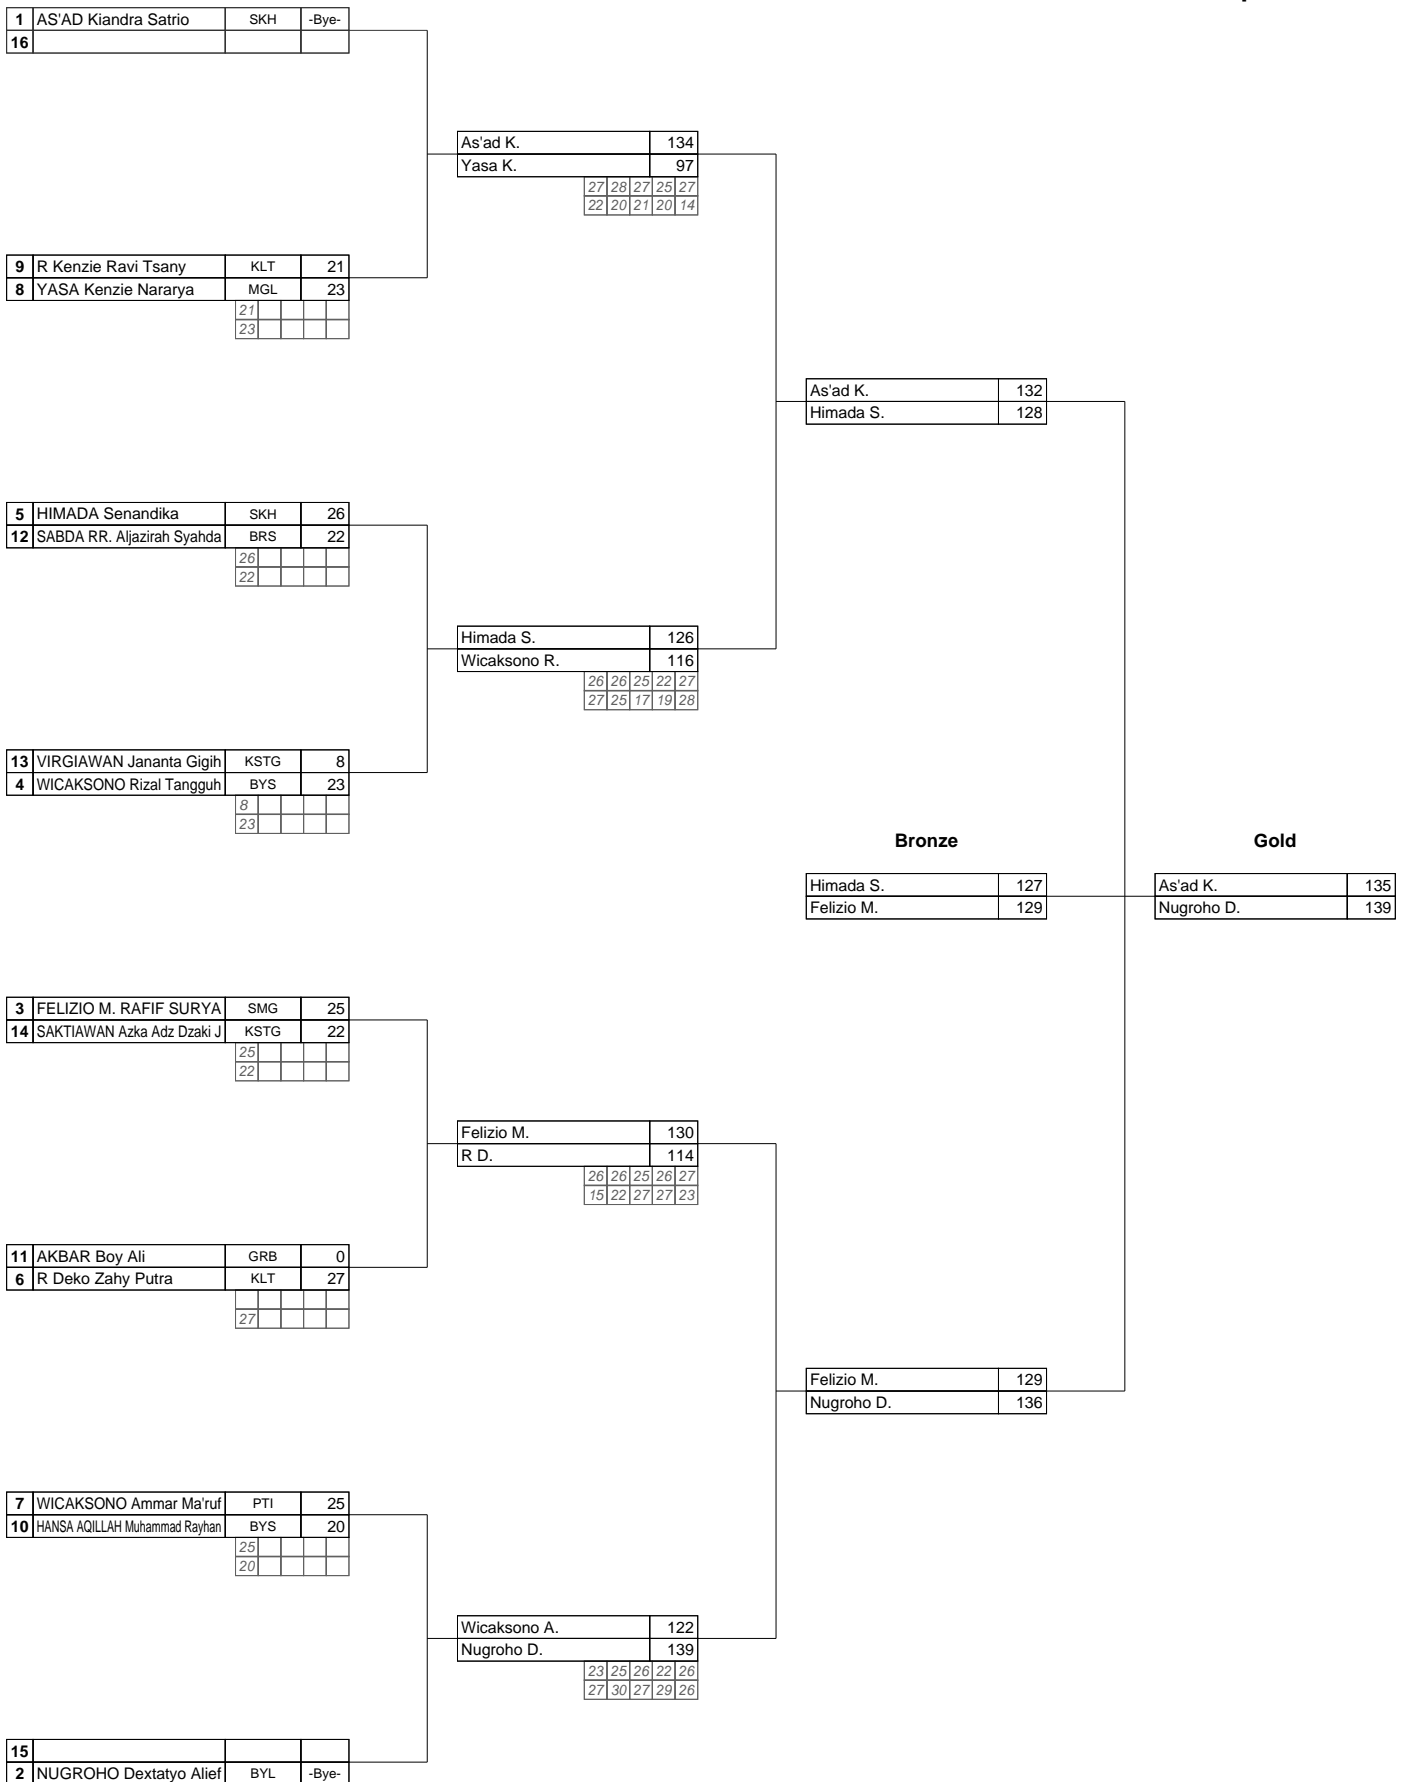 1 AS'AD Kiandra Satrio SKH -Bye-
16
As'ad K. 134
Yasa K. 97
27 28 27 25 27
22 20 21 20 14
9 R Kenzie Ravi Tsany KLT 21
8 YASA Kenzie Nararya MGL 23
21
23
As'ad K. 132
Himada S. 128
5 HIMADA Senandika SKH 26
12 SABDA RR. Aljazirah Syahda BRS 22
26
22
Himada S. 126
Wicaksono R. 116
26 26 25 22 27
27 25 17 19 28
13 VIRGIAWAN Jananta Gigih KSTG 8
4 WICAKSONO Rizal Tangguh BYS 23
8
23
Bronze Gold
Himada S. 127 As'ad K. 135
Felizio M. 129 Nugroho D. 139
3 FELIZIO M. RAFIF SURYA SMG 25
14 SAKTIAWAN Azka Adz Dzaki J KSTG 22
25
22
Felizio M. 130
R D. 114
26 26 25 26 27
15 22 27 27 23
11 AKBAR Boy Ali GRB 0
6 R Deko Zahy Putra KLT 27
27
Felizio M. 129
Nugroho D. 136
7 WICAKSONO Ammar Ma'ruf PTI 25
10 HANSA AQILLAH Muhammad Rayhan BYS 20
25
20
Wicaksono A. 122
Nugroho D. 139
23 25 26 22 26
27 30 27 29 26
15
2 NUGROHO Dextatyo Alief BYL -Bye-